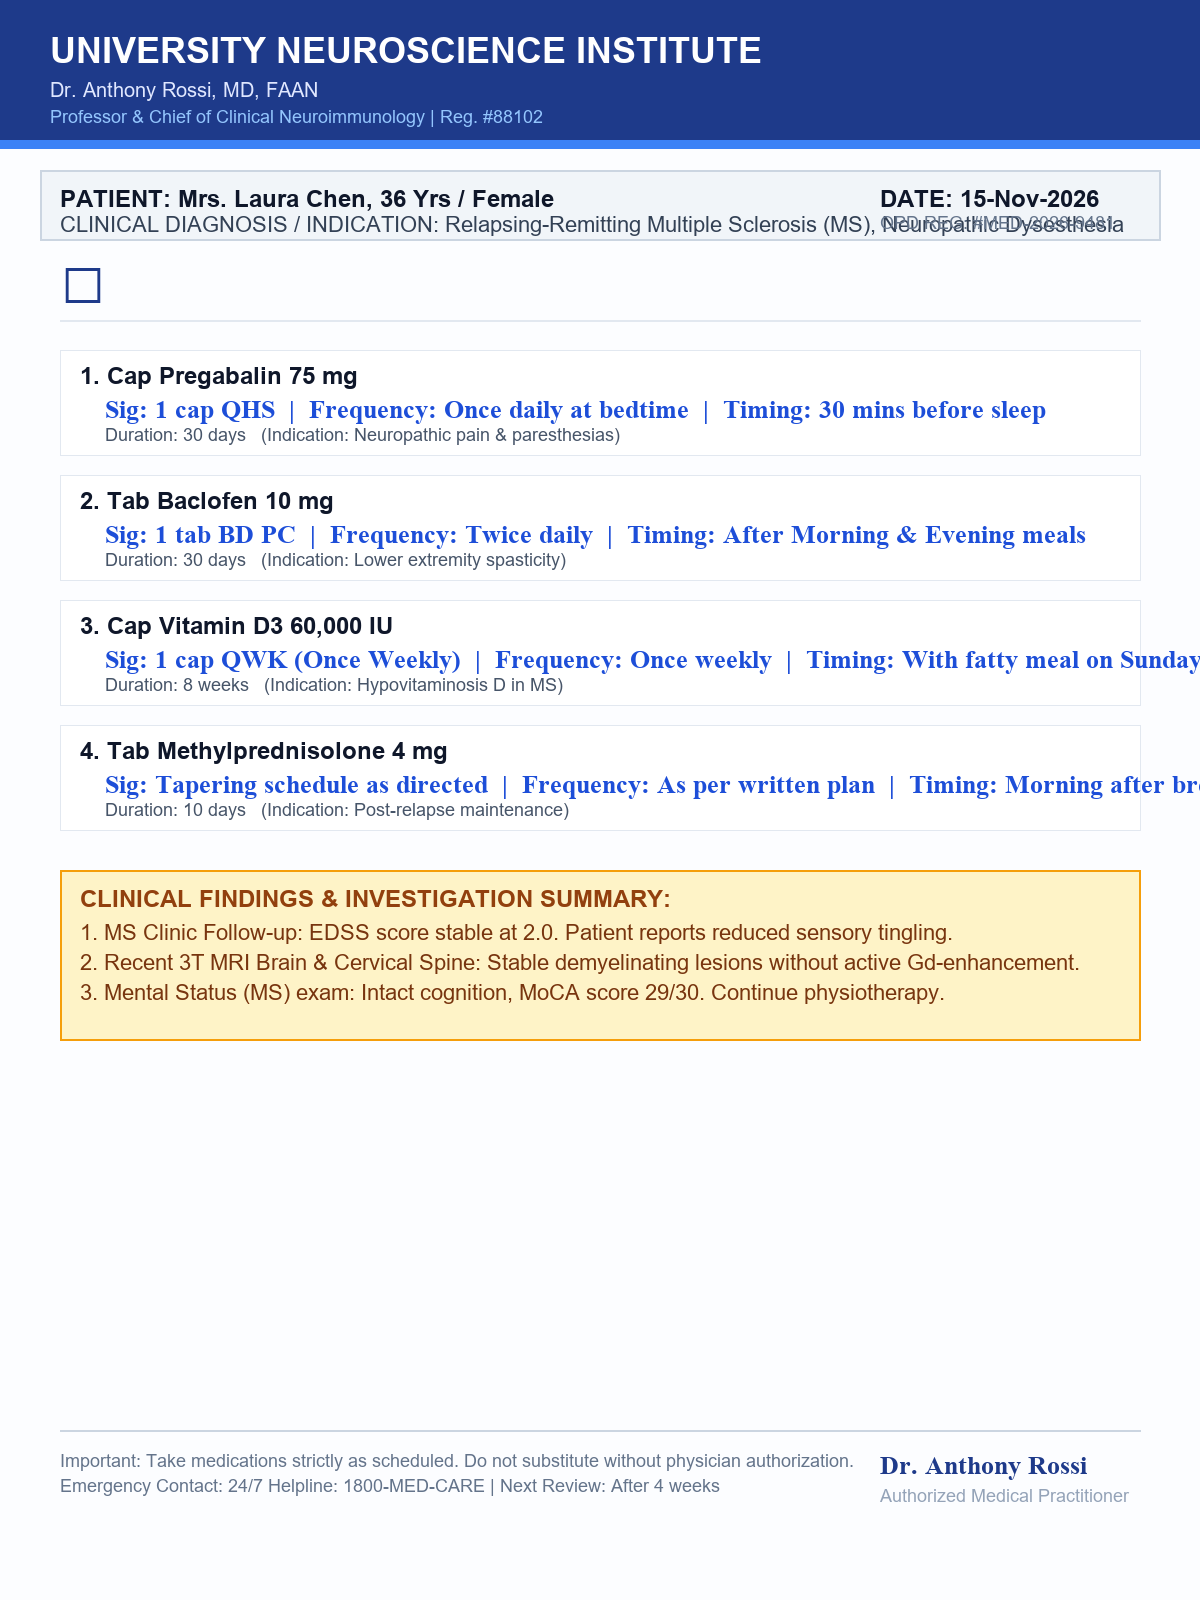 UNIVERSITY NEUROSCIENCE INSTITUTE
Dr. Anthony Rossi, MD, FAAN
Professor & Chief of Clinical Neuroimmunology | Reg. #88102
PATIENT: Mrs. Laura Chen, 36 Yrs / Female
DATE: 15-Nov-2026
CLINICAL DIAGNOSIS / INDICATION: Relapsing-Remitting Multiple Sclerosis (MS), Neuropathic Dysesthesia
OPD REG:
1. Cap Pregabalin 75 mg
Sig: 1 cap QHS | Frequency: Once daily at bedtime | Timing: 30 mins before sleep
Duration: 30 days (Indication: Neuropathic pain & paresthesias)
2. Tab Baclofen 10 mg
Sig: 1 tab BD PC | Frequency: Twice daily | Timing: After Morning & Evening meals
Duration: 30 days (Indication: Lower extremity spasticity)
3. Cap Vitamin D3 60,000 IU
Sig: 1 cap QWK (Once Weekly) | Frequency: Once weekly | Timing: With fatty meal on Sunday
Duration: 8 weeks (Indication: Hypovitaminosis D in MS)
4. Tab Methylprednisolone 4 mg
Sig: Tapering schedule as directed | Frequency: As per written plan | Timing: Morning after br
Duration: 10 days (Indication: Post-relapse maintenance)
CLINICAL FINDINGS & INVESTIGATION SUMMARY:
1. MS Clinic Follow-up: EDSS score stable at 2.0. Patient reports reduced sensory tingling.
2. Recent 3T MRI Brain & Cervical Spine: Stable demyelinating lesions without active Gd-enhancement.
3. Mental Status (MS) exam: Intact cognition, MoCA score 29/30. Continue physiotherapy.
Important: Take medications strictly as scheduled. Do not substitute without physician authorization.
Emergency Contact: 24/7 Helpline: 1800-MED-CARE | Next Review: After 4 weeks
Dr. Anthony Rossi
Authorized Medical Practitioner